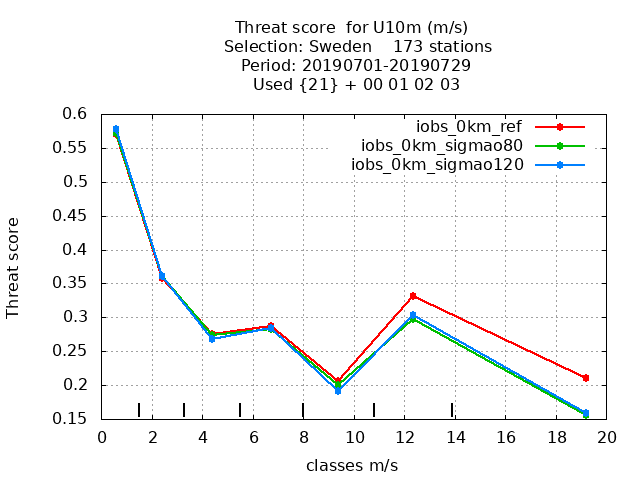 Threat score  for U10m (m/s)
Selection: Sweden    173 stations
Period: 20190701-20190729
Used {21} + 00 01 02 03
iobs_0km_ref
iobs_0km_sigmao80
iobs_0km_sigmao120
Threat score
0.6
0.55
0.5
0.45
0.4
0.35
0.3
0.25
0.2
0.15
0 2 4 6 8 10 12 14 16 18 20
classes m/s